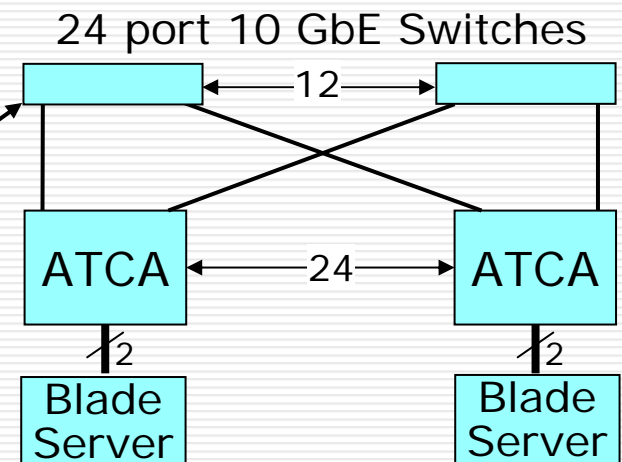 24 port 10 GbE Switches
12
ATCA
24
ATCA
2
2
Blade
Server
Blade
Server